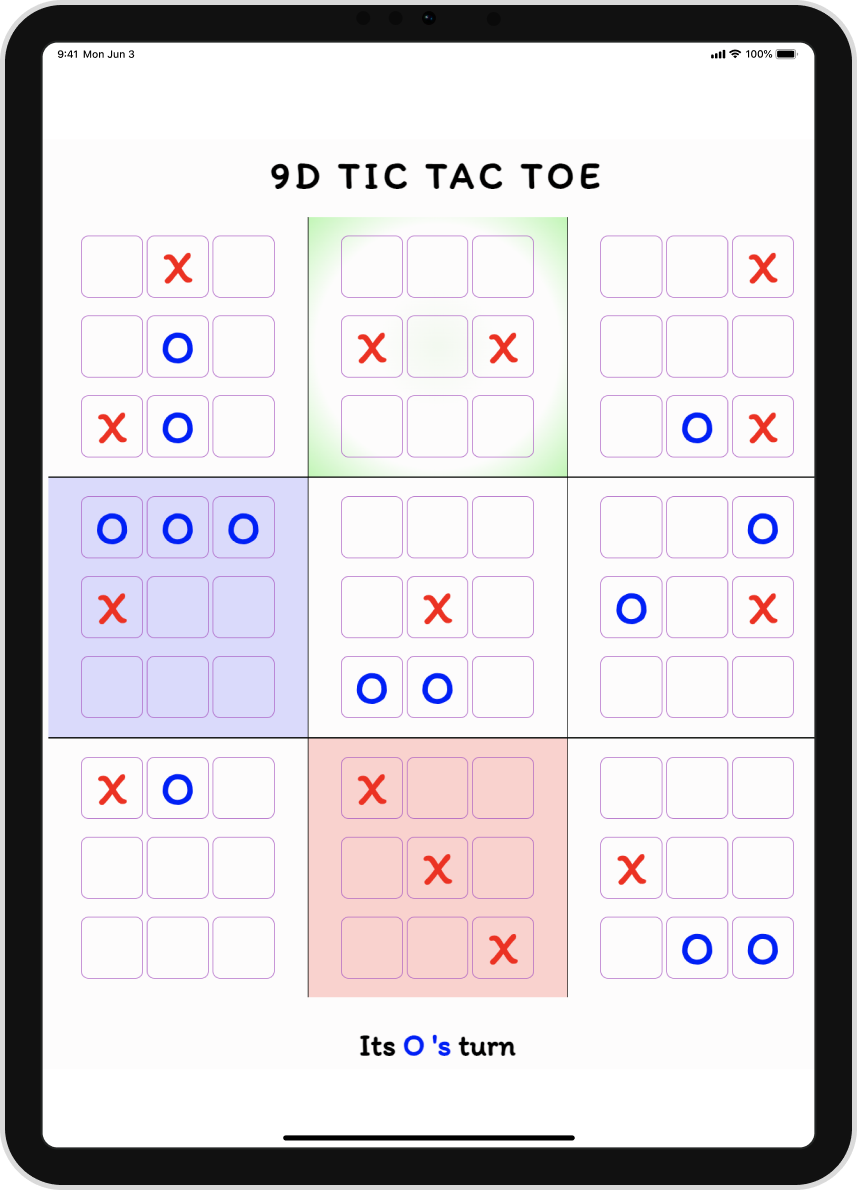 9:41 Mon Jun 3 100%
9D TIC TAC TOE
X X
O X X
X O O X
O O O O
X X O X
O O
X O X
X X
X O O
Its O 's turn